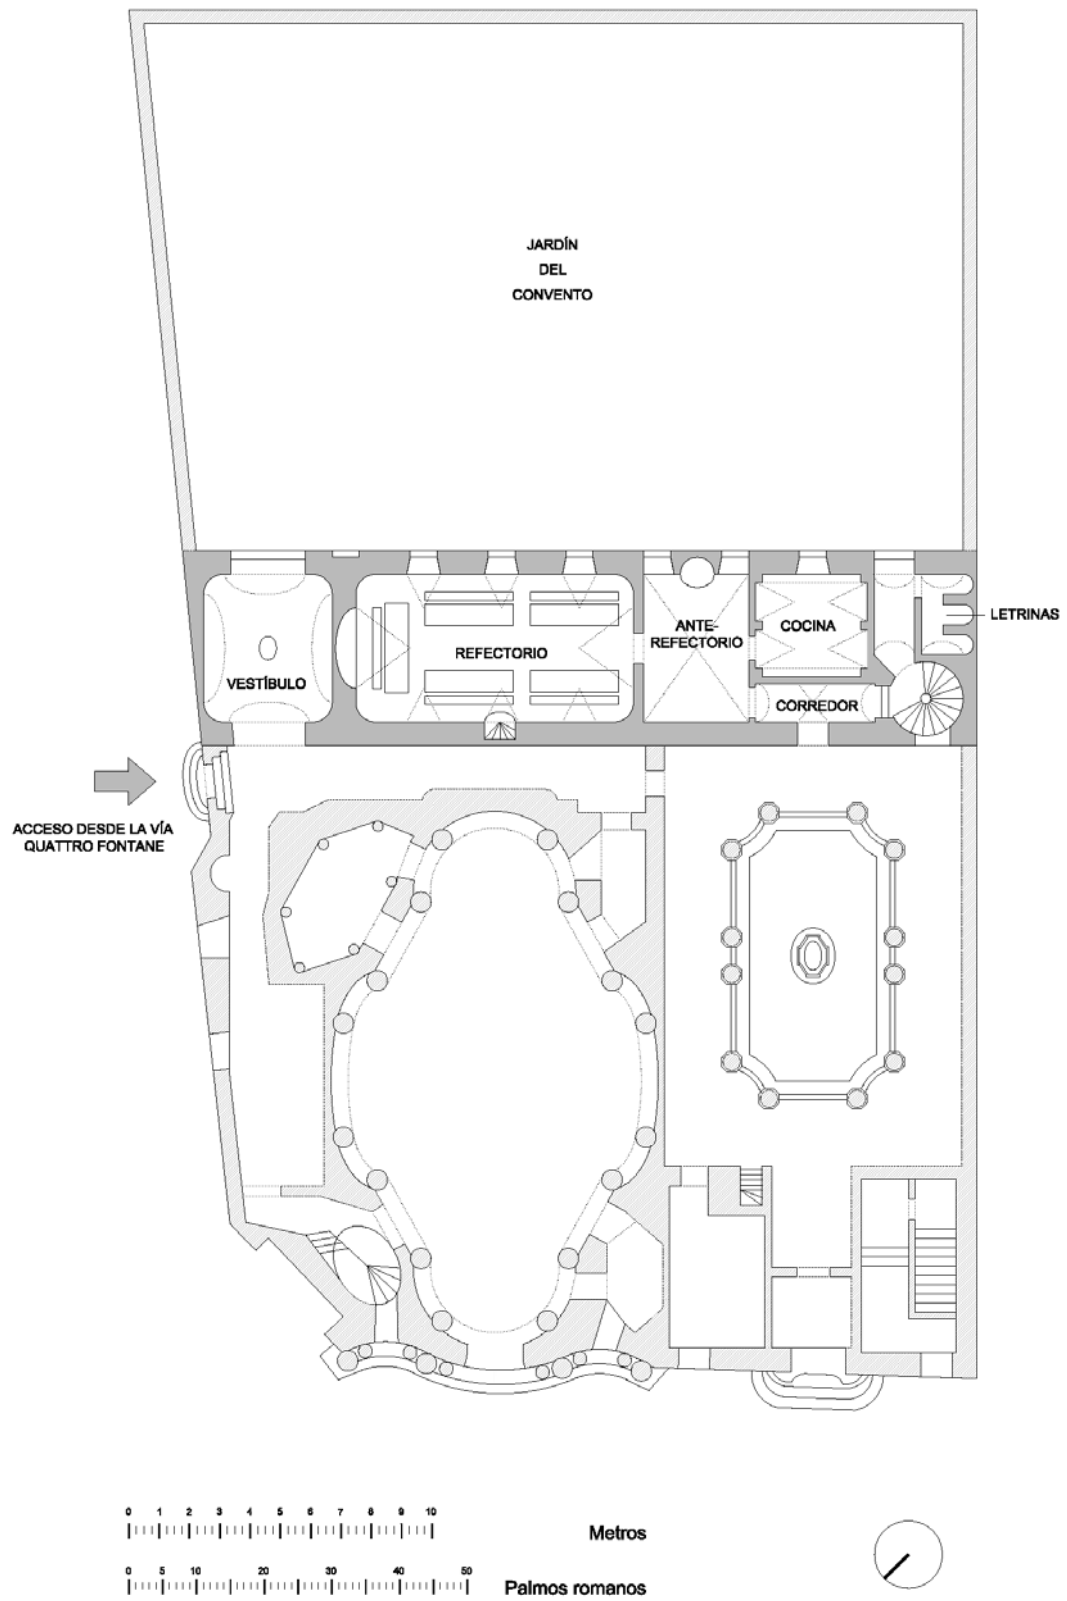 JARDÍN
DEL
CONVENTO
LETRINAS
ANTE-
REFECTORIO
COCINA
REFECTORIO
VESTÍBULO
CORREDOR
ACCESO DESDE LA VÍA
QUATTRO FONTANE
0 1 2 3 4 5 6 7 8 9 10
Metros
0 5 10 20 30 40 50
Palmos romanos